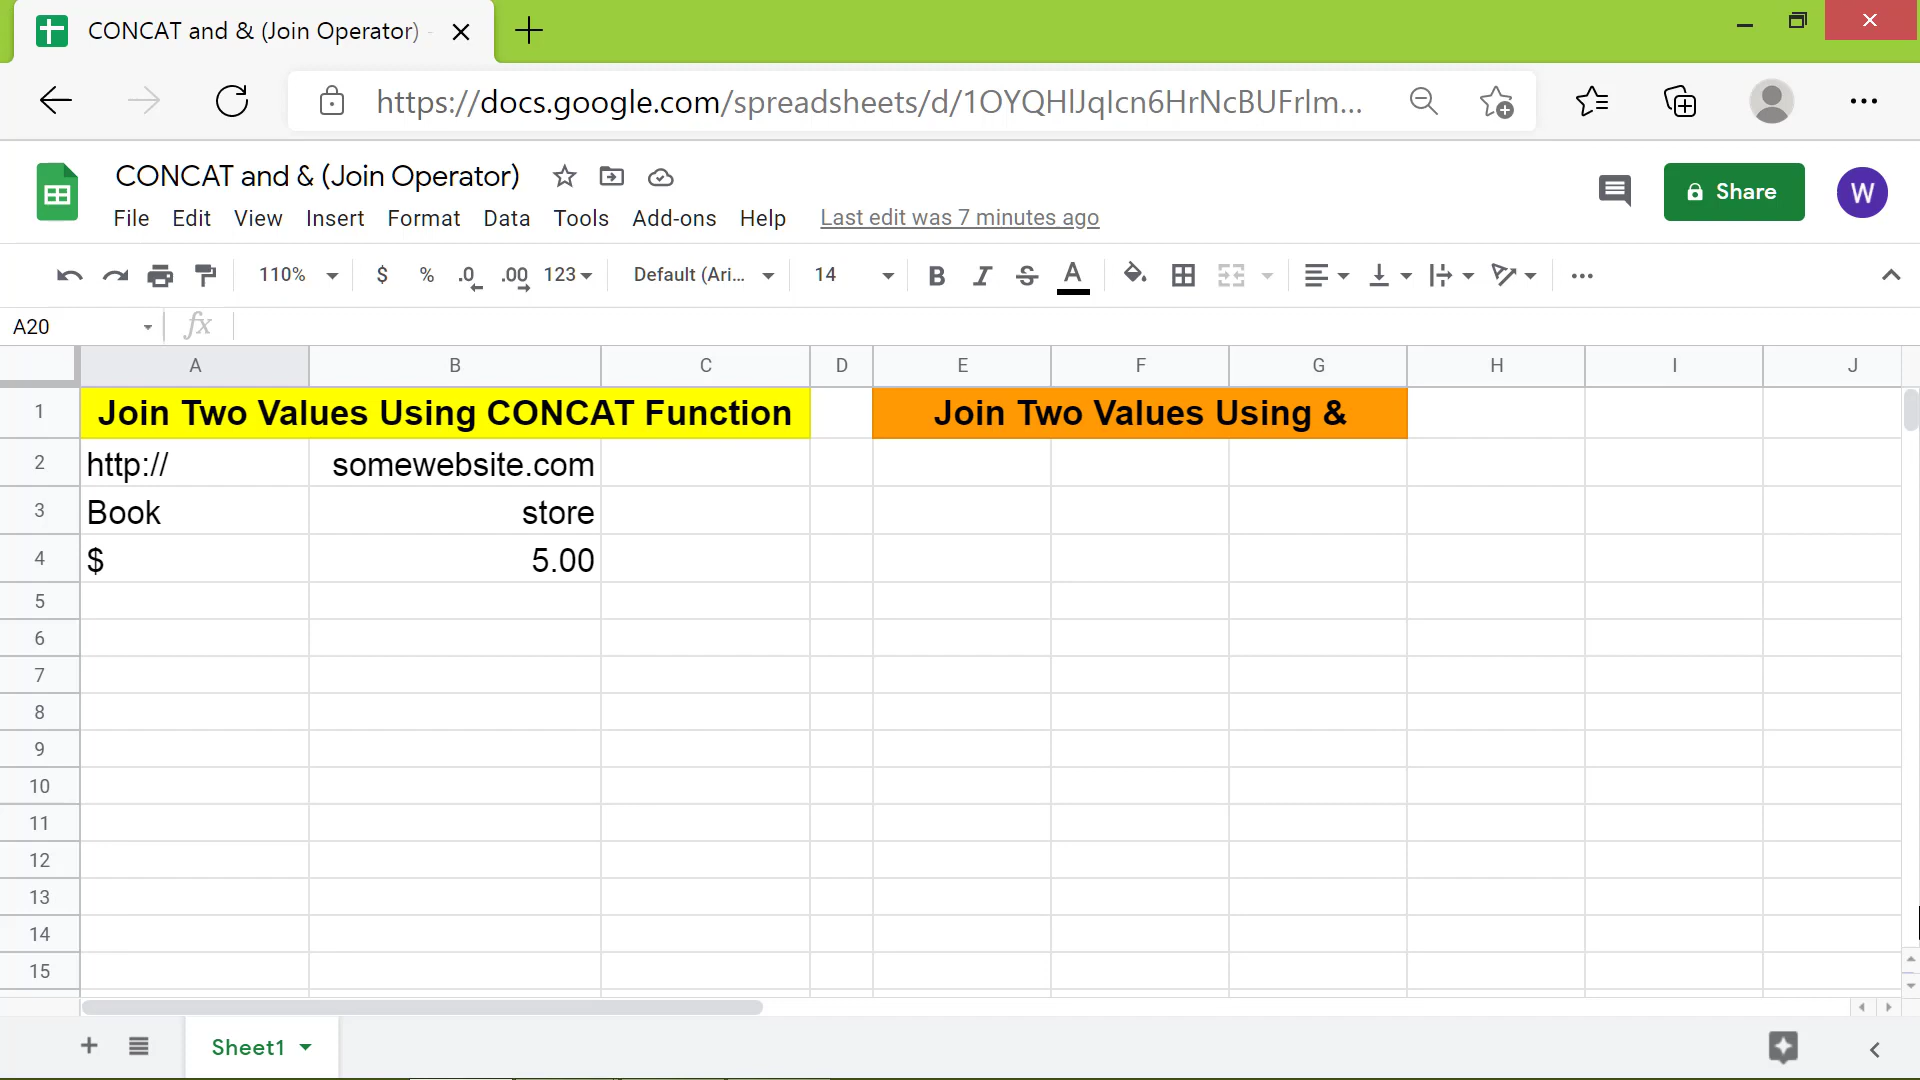 CONCAT and & (Join Operator) -
https://docs.google.com/spreadsheets/d/1OYQHlJqIcn6HrNcBUFrlm...
CONCAT and & (Join Operator)
File Edit View Insert Format Data Tools Add-ons Help Last edit was 7 minutes ago
Share
W
110% $ % .0 .00 123 Default (Ari... 14 B I S A
A20 fx
A B C D E F G H I J
1 Join Two Values Using CONCAT Function Join Two Values Using &
2 http:// somewebsite.com
3 Book store
4 $ 5.00
5
6
7
8
9
10
11
12
13
14
15
Sheet1